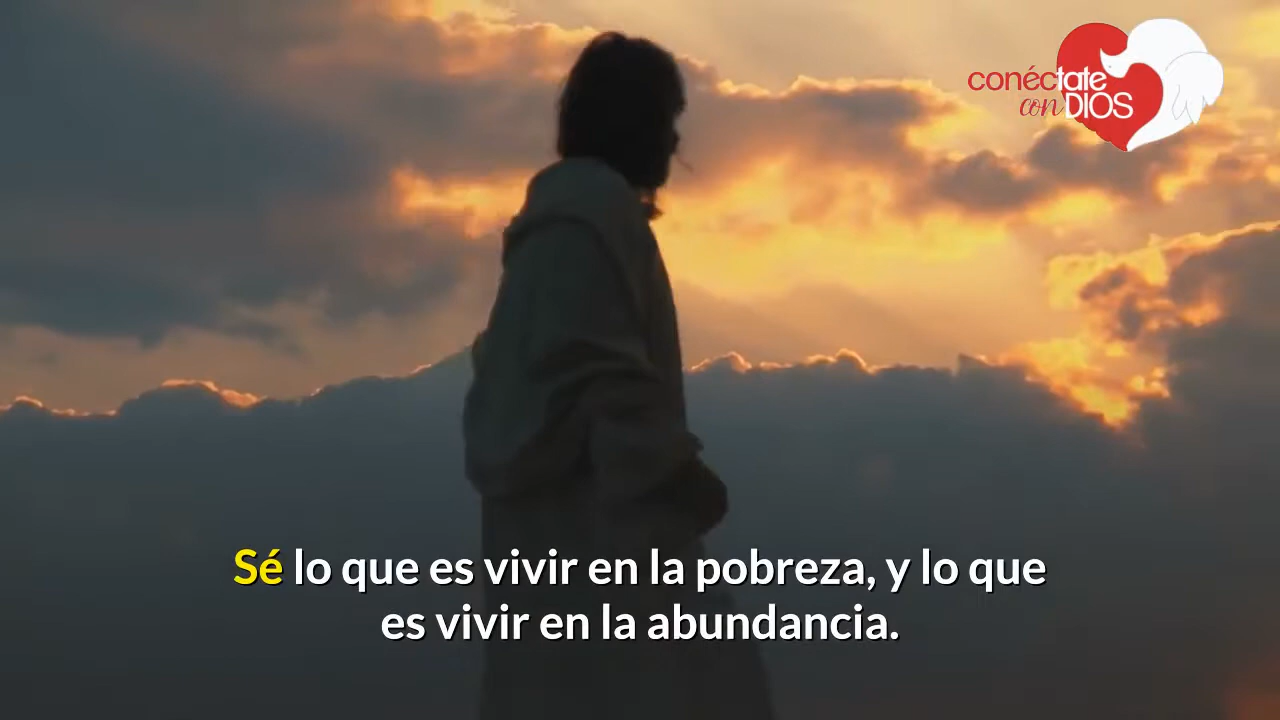 conéctate
con DIOS
Sé lo que es vivir en la pobreza, y lo que
es vivir en la abundancia.